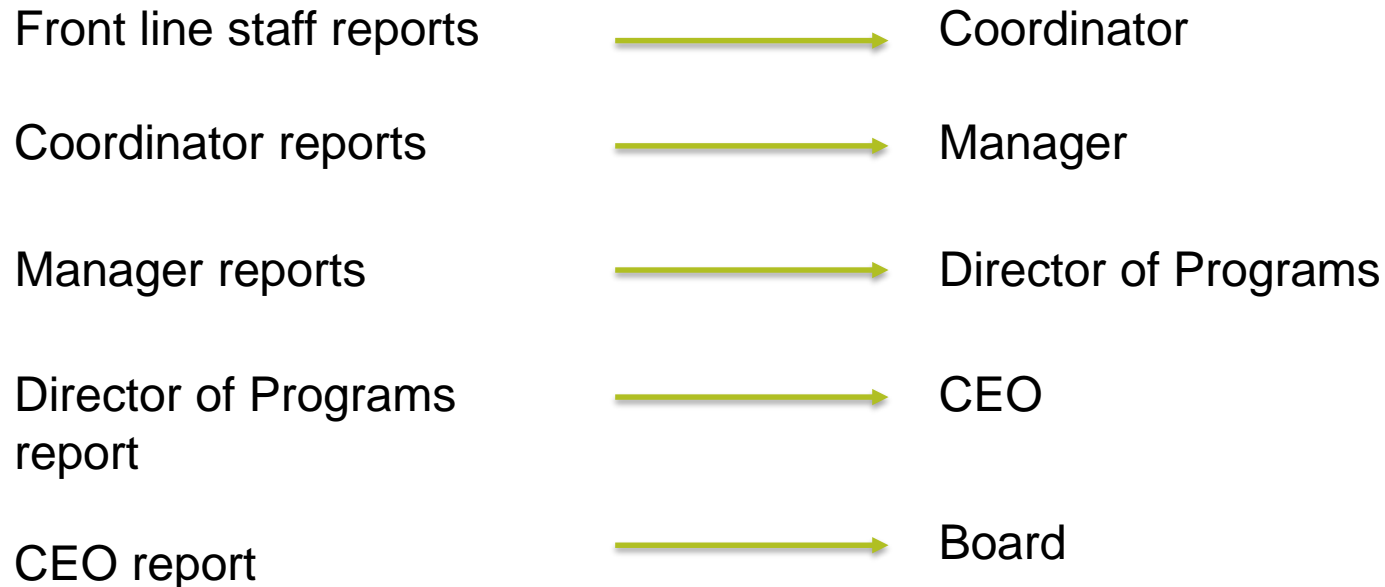 Front line staff reports Coordinator
Coordinator reports Manager
Manager reports Director of Programs
Director of Programs CEO
report
CEO report Board